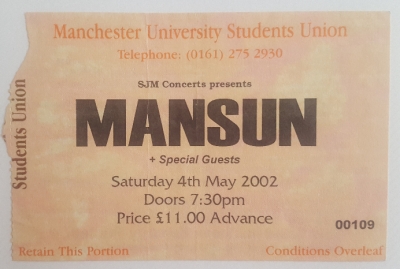 Manchester University Students Union
Telephone: (0161) 275 2930
SJM Concerts presents
MANSUN
+ Special Guests
Saturday 4th May 2002
Doors 7:30pm
Price £11.00 Advance
00109
Retain This Portion
Conditions Overleaf
Students Union